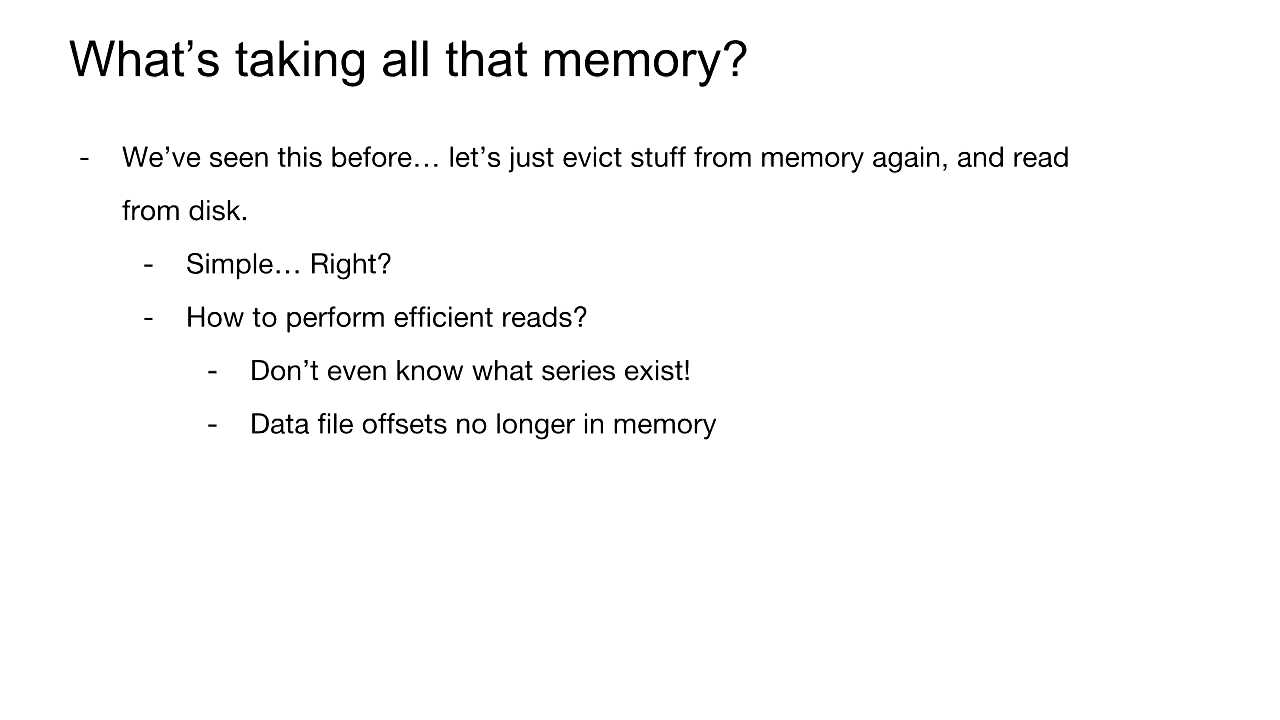 What’s taking all that memory?
- We’ve seen this before… let’s just evict stuff from memory again, and read
from disk.
- Simple… Right?
- How to perform efficient reads?
- Don’t even know what series exist!
- Data file offsets no longer in memory